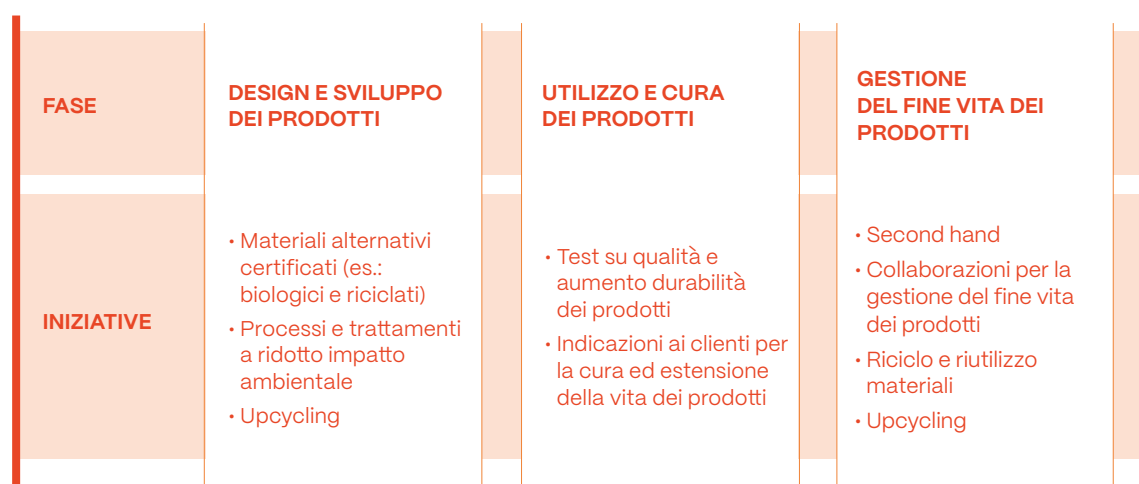 FASE
DESIGN E SVILUPPO
DEI PRODOTTI
UTILIZZO E CURA
DEI PRODOTTI
GESTIONE
DEL FINE VITA DEI
PRODOTTI
INIZIATIVE
• Materiali alternativi
certificati (es.:
biologici e riciclati)
• Processi e trattamenti
a ridotto impatto
ambientale
• Upcycling
• Test su qualità e
aumento durabilità
dei prodotti
• Indicazioni ai clienti per
la cura ed estensione
della vita dei prodotti
• Second hand
• Collaborazioni per la
gestione del fine vita
dei prodotti
• Riciclo e riutilizzo
materiali
• Upcycling